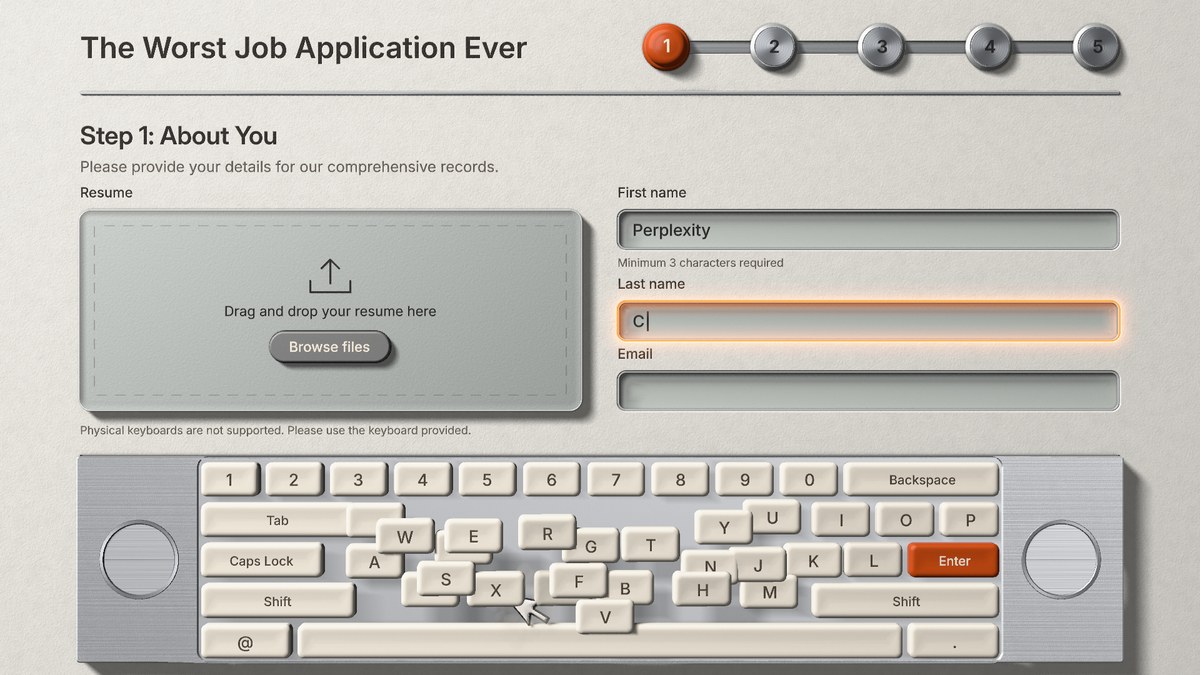 The Worst Job Application Ever
1 2 3 4 5
Step 1: About You
Please provide your details for our comprehensive records.
Resume
Drag and drop your resume here
Browse files
First name
Perplexity
Minimum 3 characters required
Last name
C
Email
Physical keyboards are not supported. Please use the keyboard provided.
1 2 3 4 5 6 7 8 9 0 Backspace
Tab W E R G T Y U I O P
Caps Lock A S X F B N J K L Enter
Shift V H M Shift
@ .